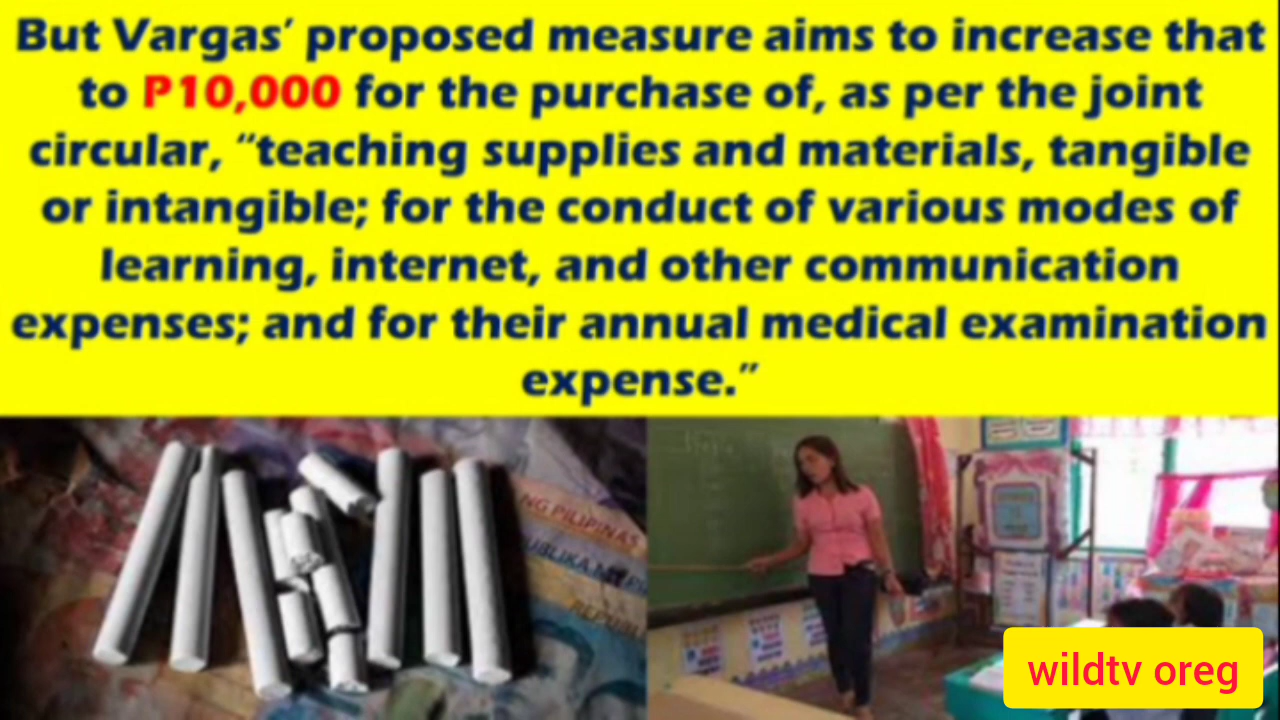 But Vargas’ proposed measure aims to increase that
to P10,000 for the purchase of, as per the joint
circular, “teaching supplies and materials, tangible
or intangible; for the conduct of various modes of
learning, internet, and other communication
expenses; and for their annual medical examination
expense.”
NG PILIPINAS
wildtv oreg